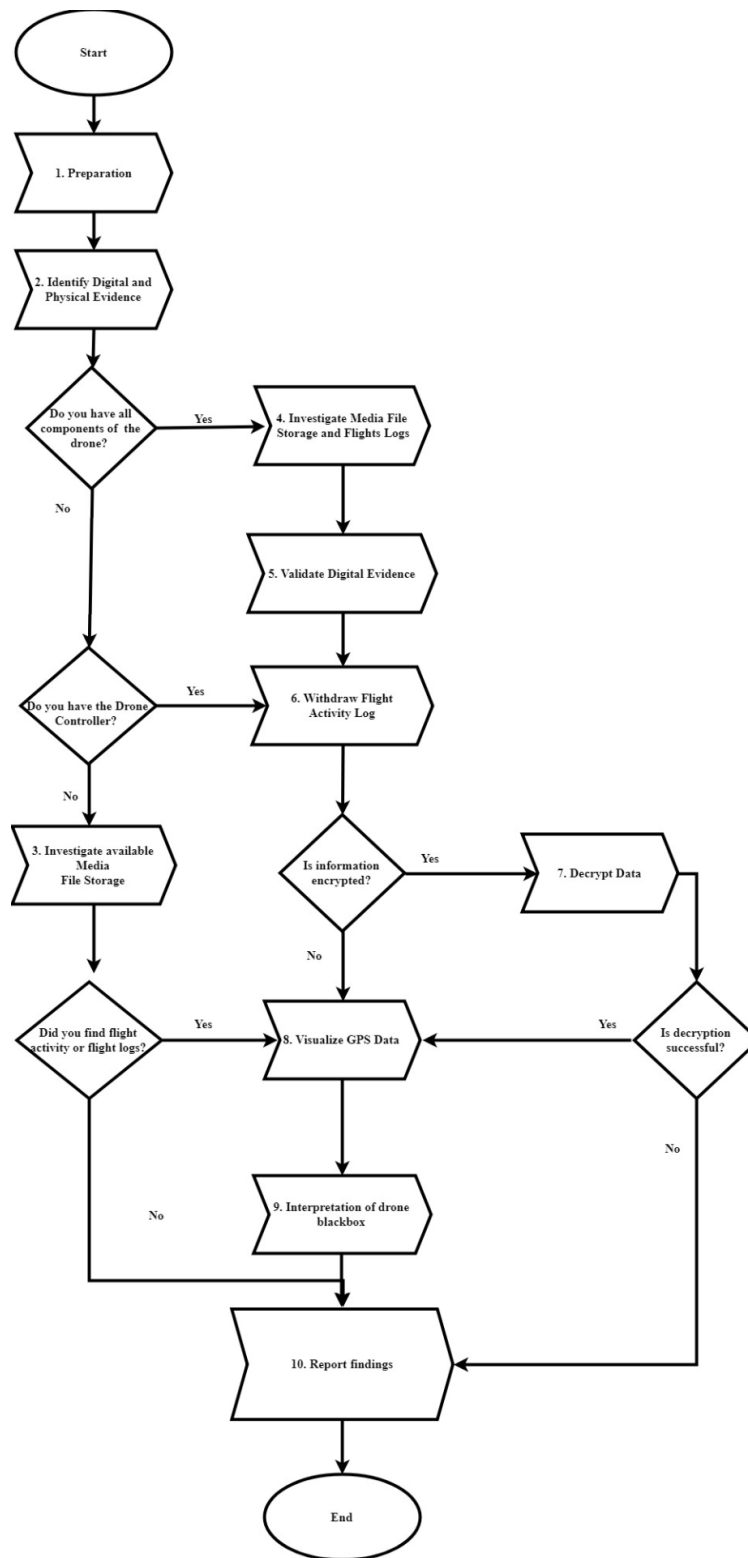 Start
1. Preparation
2. Identify Digital and
Physical Evidence
Do you have all
components of the
drone?
Yes
4. Investigate Media File
Storage and Flights Logs
No
5. Validate Digital Evidence
Do you have the Drone
Controller?
Yes
6. Withdraw Flight
Activity Log
No
3. Investigate available
Media
File Storage
Is information
encrypted?
Yes
7. Decrypt Data
No
Did you find flight
activity or flight logs?
Yes
8. Visualize GPS Data
Yes
Is decryption
successful?
No
No
9. Interpretation of drone
blackbox
10. Report findings
End